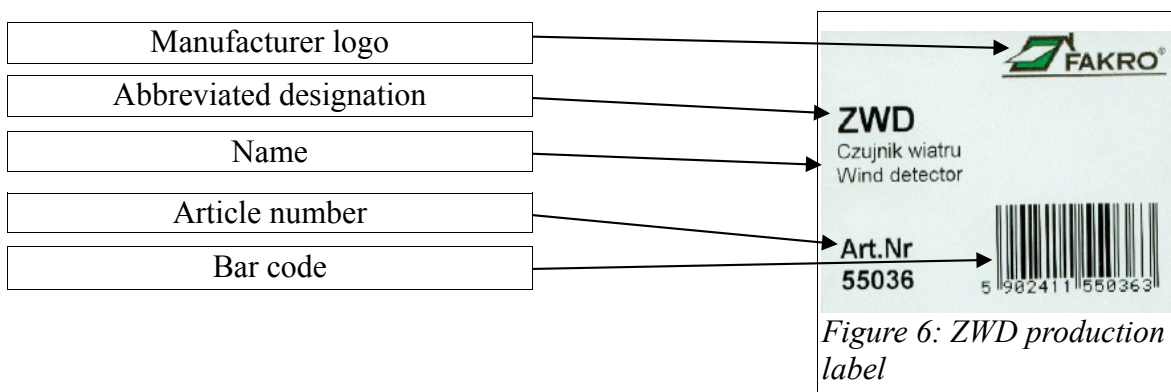 Manufacturer logo
Abbreviated designation
Name
Article number
Bar code
FAKRO®
ZWD
Czujnik wiatru
Wind detector
Art.Nr
55036
5 902411 550363
Figure 6: ZWD production
label